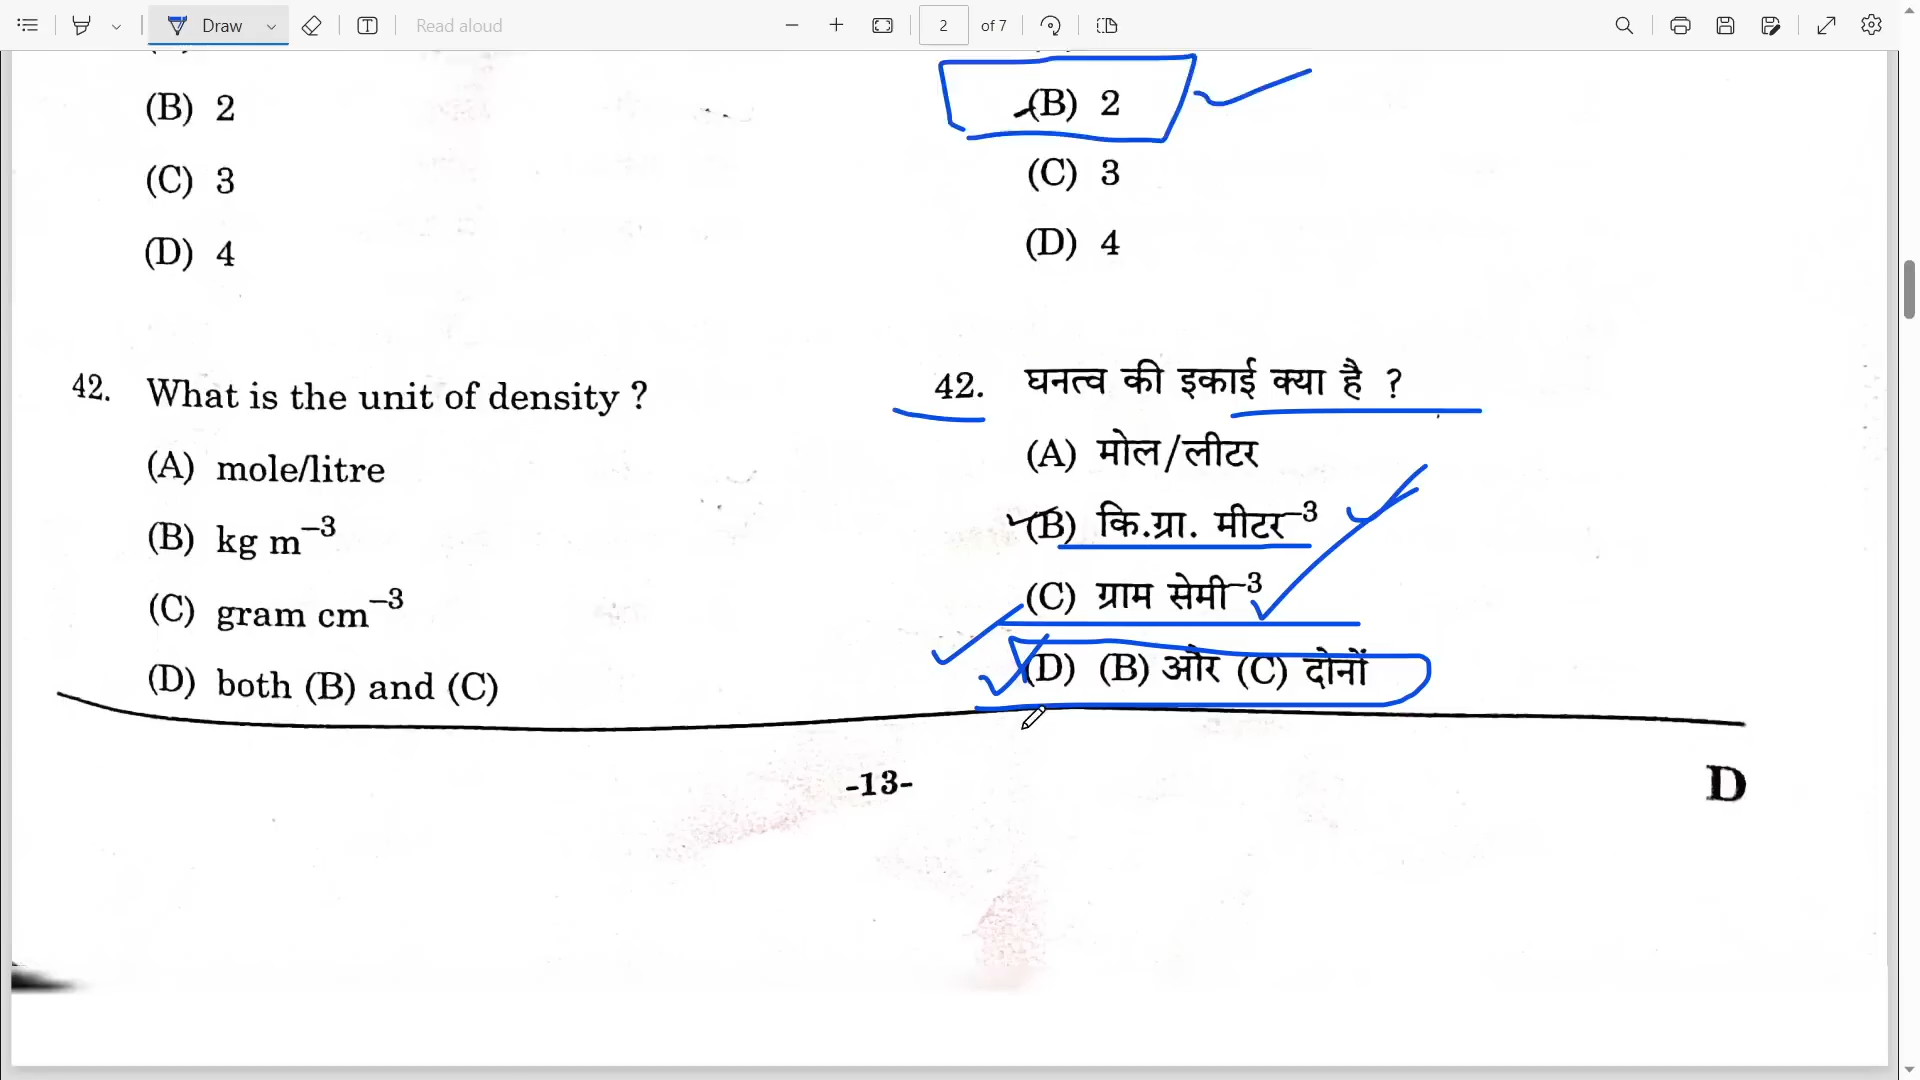 Draw
Read aloud
2 of 7
(B) 2
(C) 3
(D) 4
42. What is the unit of density ?
(A) mole/litre
(B) kg m⁻³
(C) gram cm⁻³
(D) both (B) and (C)
(B) 2
(C) 3
(D) 4
42. घनत्व की इकाई क्या है ?
(A) मोल/लीटर
(B) कि.ग्रा. मीटर⁻³
(C) ग्राम सेमी⁻³
(D) (B) और (C) दोनों
-13-
D